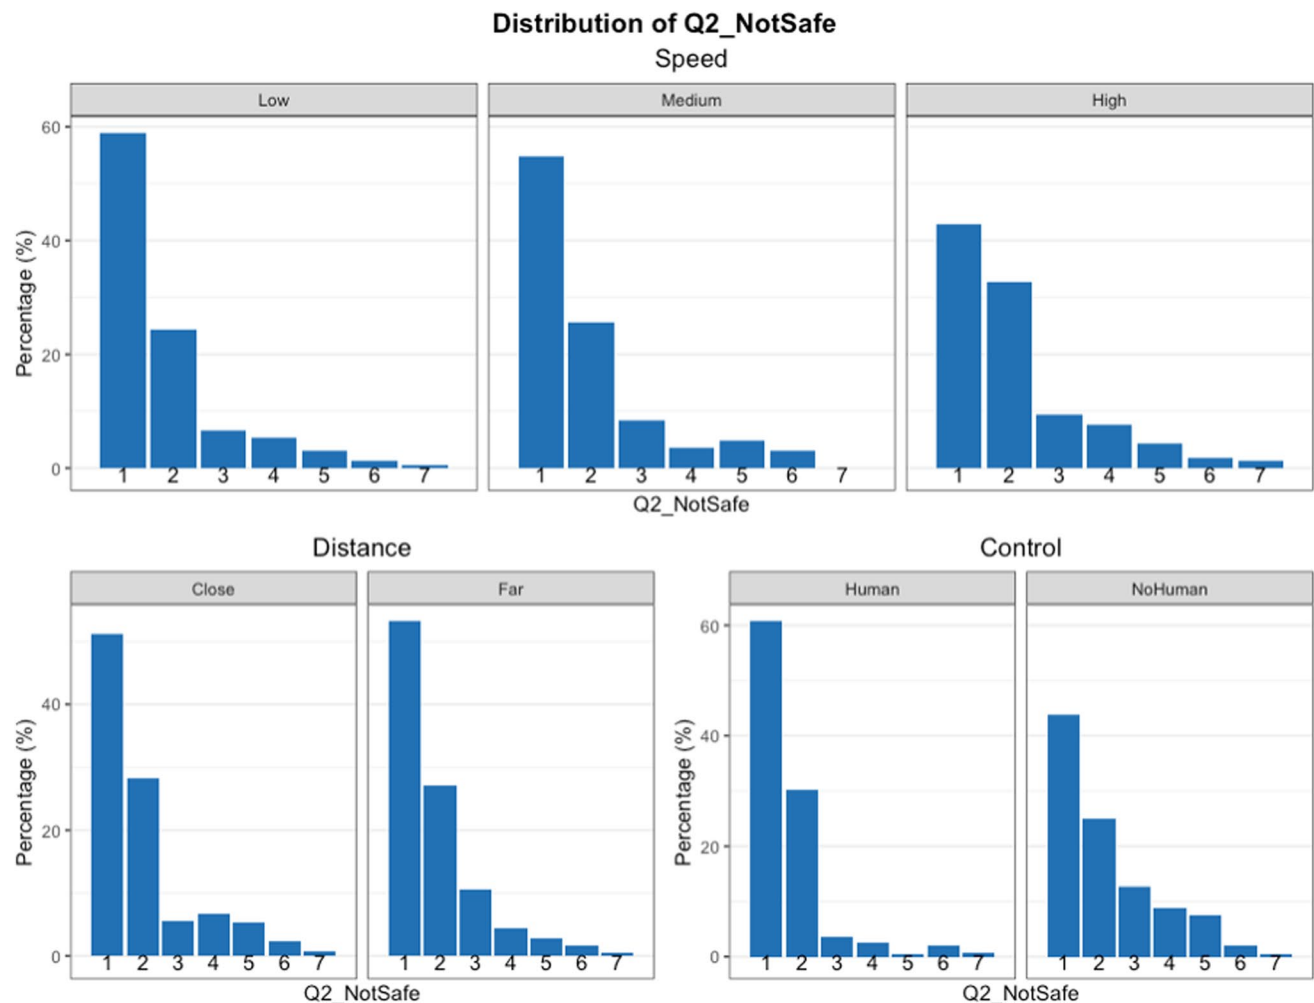 Distribution of Q2_NotSafe
Speed
Low Medium High
60
40
20
0
Percentage (%)
1 2 3 4 5 6 7 1 2 3 4 5 6 7 1 2 3 4 5 6 7
Q2_NotSafe
Distance
Close Far
40
20
0
Percentage (%)
1 2 3 4 5 6 7 1 2 3 4 5 6 7
Q2_NotSafe
Control
Human NoHuman
60
40
20
0
Percentage (%)
1 2 3 4 5 6 7 1 2 3 4 5 6 7
Q2_NotSafe